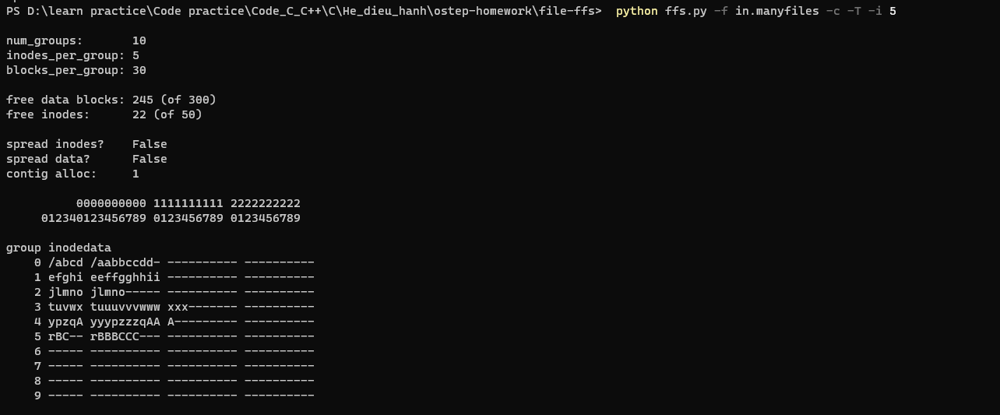 PS D:\learn practice\Code practice\Code_C_C++\C\He_dieu_hanh\ostep-homework\file-ffs>  python ffs.py -f in.manyfiles -c -T -i 5
num_groups:       10
inodes_per_group: 5
blocks_per_group: 30
free data blocks: 245 (of 300)
free inodes:      22 (of 50)
spread inodes?    False
spread data?      False
contig alloc:     1
          0000000000 1111111111 2222222222
     012340123456789 0123456789 0123456789
group inodedata
    0 /abcd /aabbccdd- ---------- ----------
    1 efghi eeffgghhii ---------- ----------
    2 jlmno jlmno----- ---------- ----------
    3 tuvwx tuuuvvvwww xxx------- ----------
    4 ypzqA yyypzzzqAA A--------- ----------
    5 rBC-- rBBBCCC--- ---------- ----------
    6 ----- ---------- ---------- ----------
    7 ----- ---------- ---------- ----------
    8 ----- ---------- ---------- ----------
    9 ----- ---------- ---------- ----------